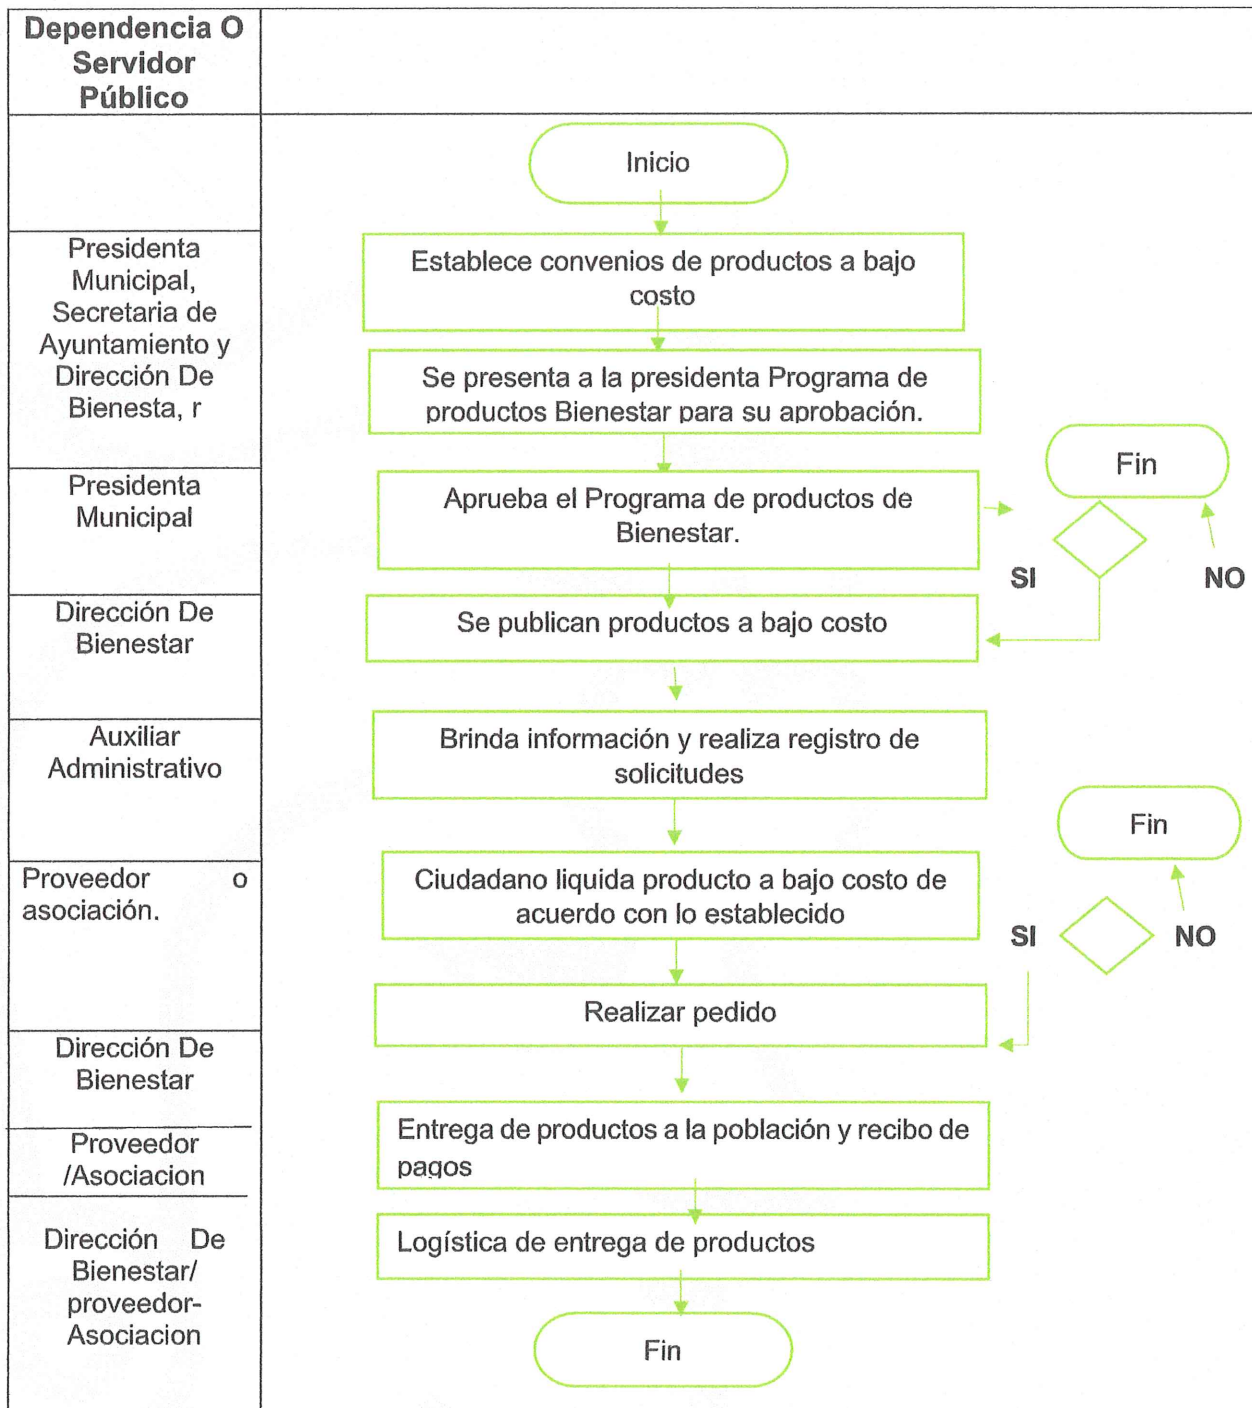 Dependencia O
Servidor
Público
Inicio
Presidenta
Municipal,
Secretaria de
Ayuntamiento y
Dirección De
Bienesta, r
Establece convenios de productos a bajo
costo
Se presenta a la presidenta Programa de
productos Bienestar para su aprobación.
Fin
Presidenta
Municipal
Aprueba el Programa de productos de
Bienestar.
SI
NO
Dirección De
Bienestar
Se publican productos a bajo costo
Auxiliar
Administrativo
Brinda información y realiza registro de
solicitudes
Fin
Proveedor o
asociación.
Ciudadano liquida producto a bajo costo de
acuerdo con lo establecido
SI
NO
Realizar pedido
Dirección De
Bienestar
Entrega de productos a la población y recibo de
pagos
Proveedor
/Asociacion
Logística de entrega de productos
Dirección De
Bienestar/
proveedor-
Asociacion
Fin